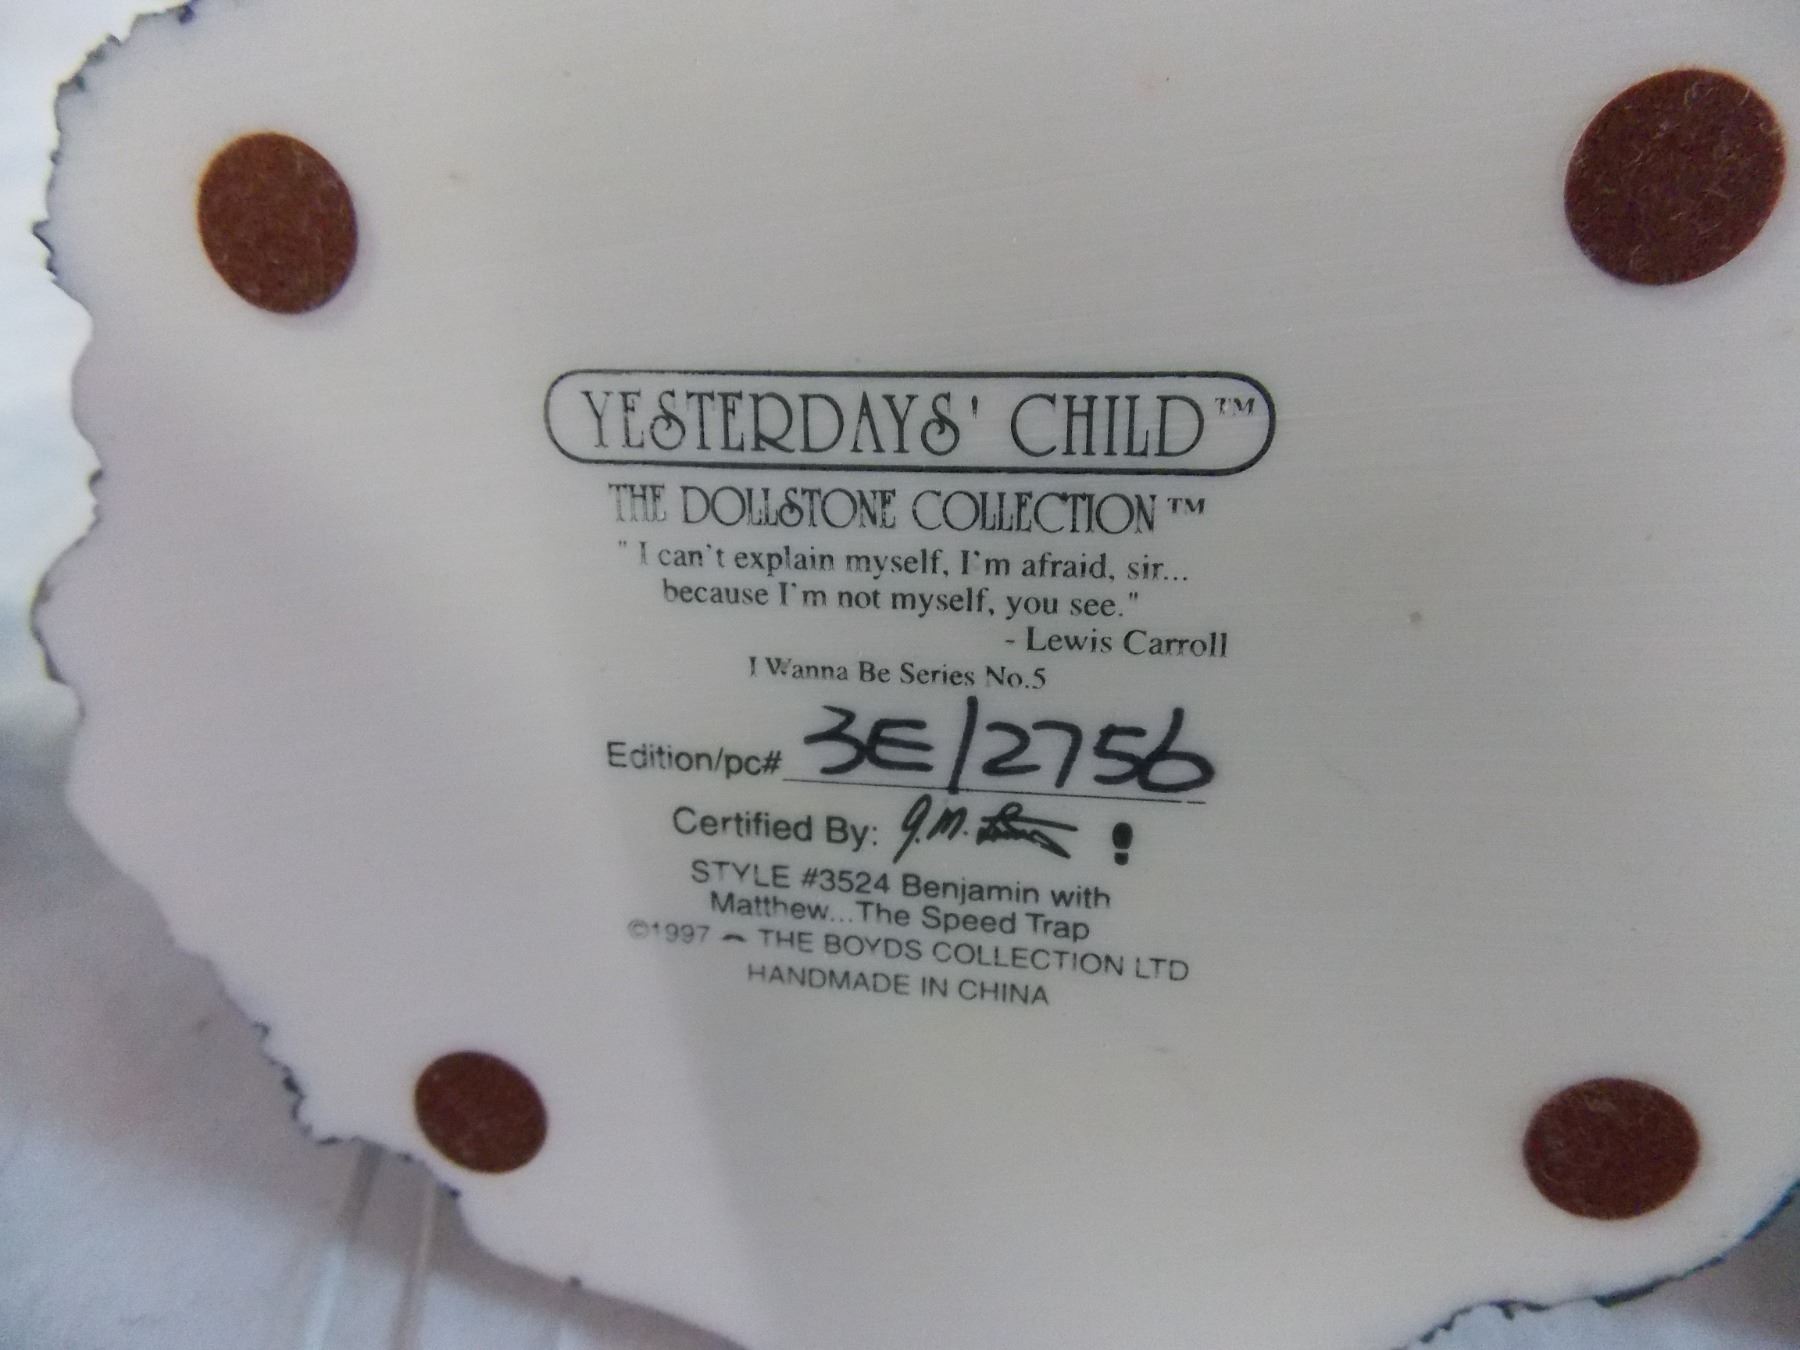 YESTERDAYS' CHILD™
THE DOLLSTONE COLLECTION™
" I can't explain myself, I'm afraid, sir...
because I'm not myself, you see."
- Lewis Carroll
I Wanna Be Series No.5
Edition/pc# 3E/2756
Certified By: G.M.
STYLE #3524 Benjamin with
Matthew...The Speed Trap
©1997 THE BOYDS COLLECTION LTD
HANDMADE IN CHINA